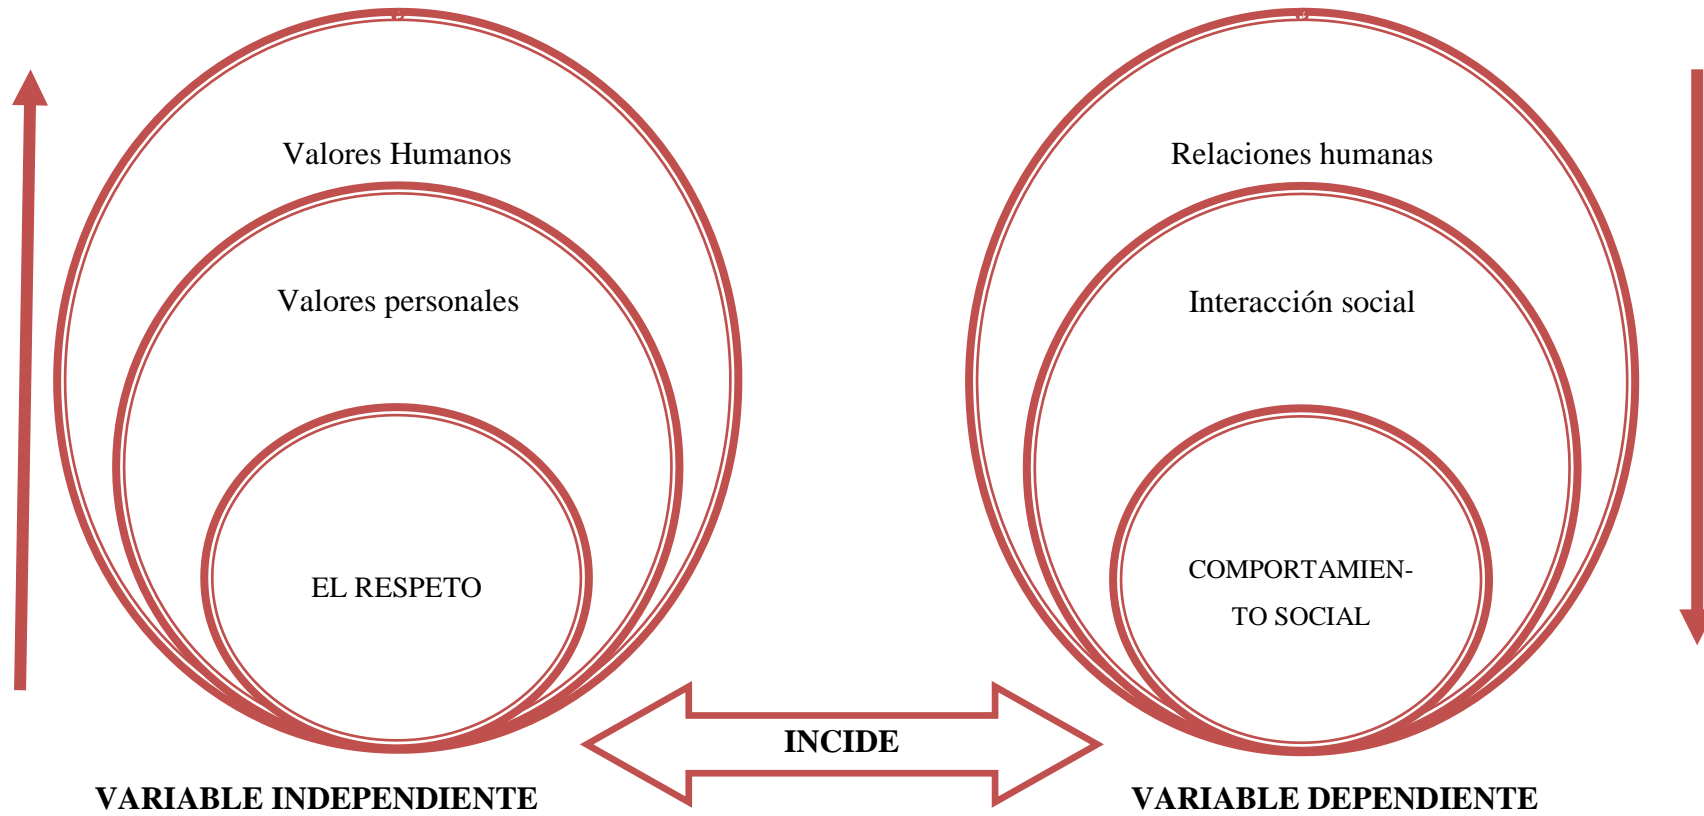 Valores Humanos
Valores personales
EL RESPETO
Relaciones humanas
Interacción social
COMPORTAMIEN-
TO SOCIAL
INCIDE
VARIABLE INDEPENDIENTE
VARIABLE DEPENDIENTE